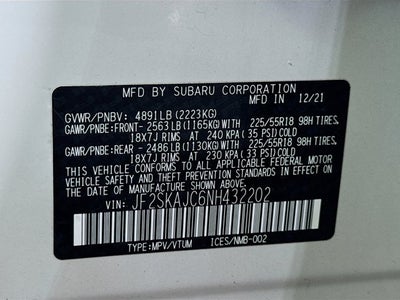 MFD BY SUBARU CORPORATION
MFD IN 12/21
GVWR/PNBV: 4891LB (2223KG)
GAWR/PNBE: FRONT- 2563LB (1165KG)WITH 225/55R18 98H TIRES,
18X7J RIMS AT 240 KPA (35 PSI)COLD
GAWR/PNBE: REAR - 2486LB (1130KG)WITH 225/55R18 98H TIRES,
18X7J RIMS AT 230 KPA (33 PSI)COLD
THIS VEHICLE CONFORMS TO ALL APPLICABLE FEDERAL MOTOR
VEHICLE SAFETY, BUMPER, AND THEFT PREVENTION STANDARDS
IN EFFECT ON THE DATE OF MANUFACTURE SHOWN ABOVE.
VIN: JF2SKAJC6NH432202
TYPE:MPV/VTUM ICES/NMB-002